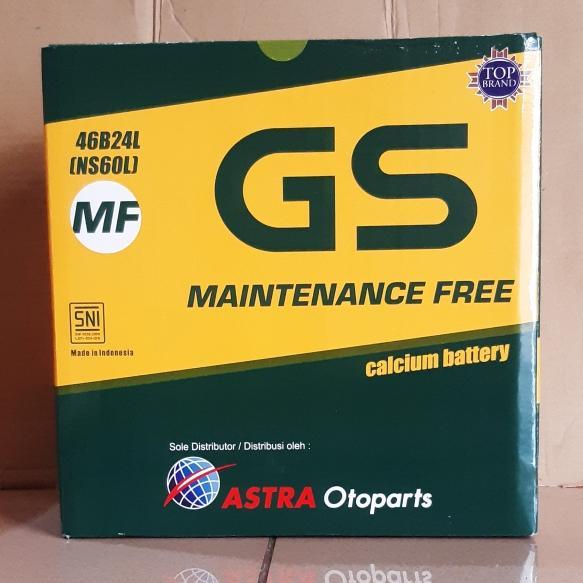 TOP
BRAND
46B24L
(NS60L)
MF
GS
MAINTENANCE FREE
SNI
Made in Indonesia
calcium battery
Sole Distributor / Distribusi oleh :
ASTRA Otoparts